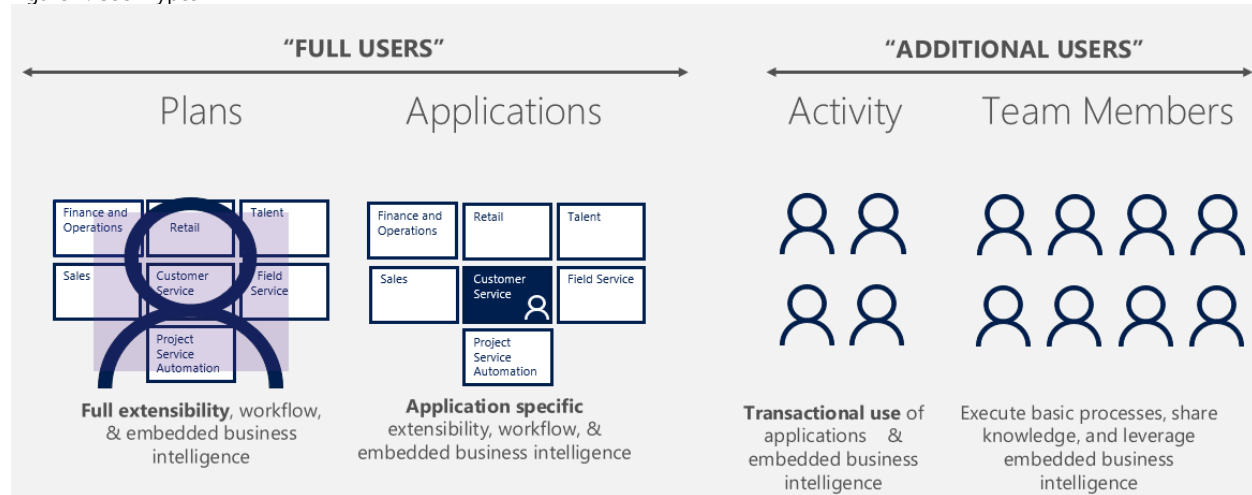 “FULL USERS”
“ADDITIONAL USERS”
Plans
Applications
Activity
Team Members
Finance and
Operations
Retail
Talent
Sales
Customer
Service
Field
Service
Project
Service
Automation
Finance and
Operations
Retail
Talent
Sales
Customer
Service
Field Service
Project
Service
Automation
Full extensibility, workflow,
& embedded business
intelligence
Application specific
extensibility, workflow, &
embedded business intelligence
Transactional use of
applications &
embedded business
intelligence
Execute basic processes, share
knowledge, and leverage
embedded business
intelligence